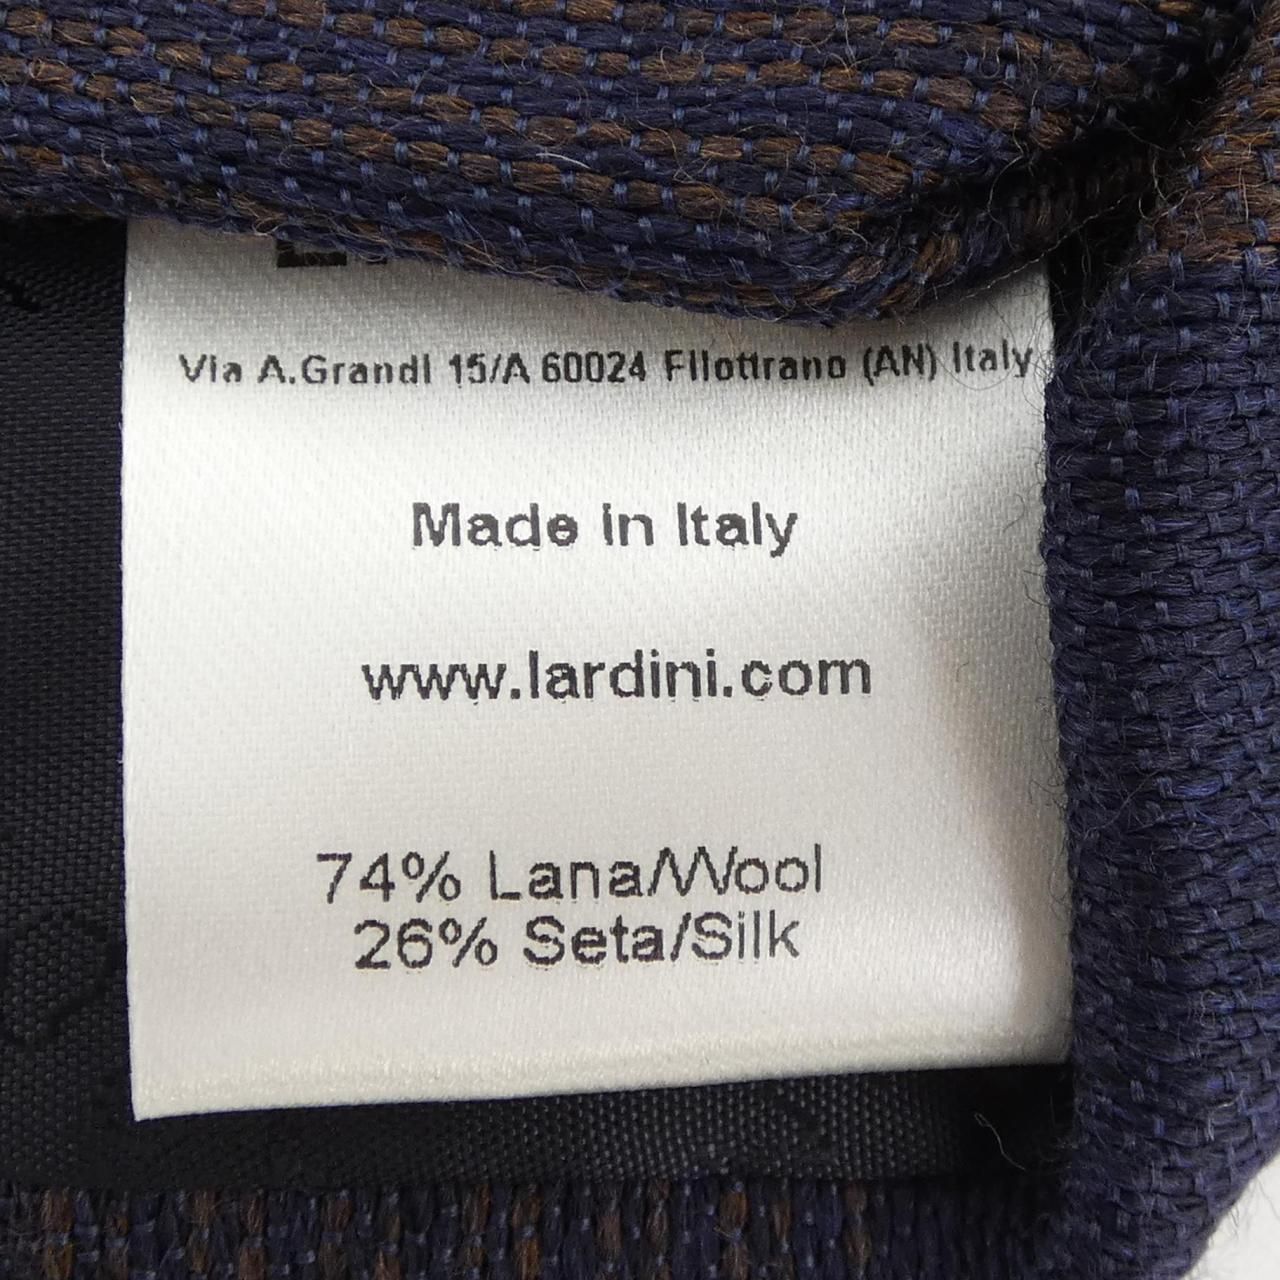 Via A.Grandi 15/A 60024 Filottrano (AN) Italy
Made in Italy
www.lardini.com
74% Lana/Wool
26% Seta/Silk